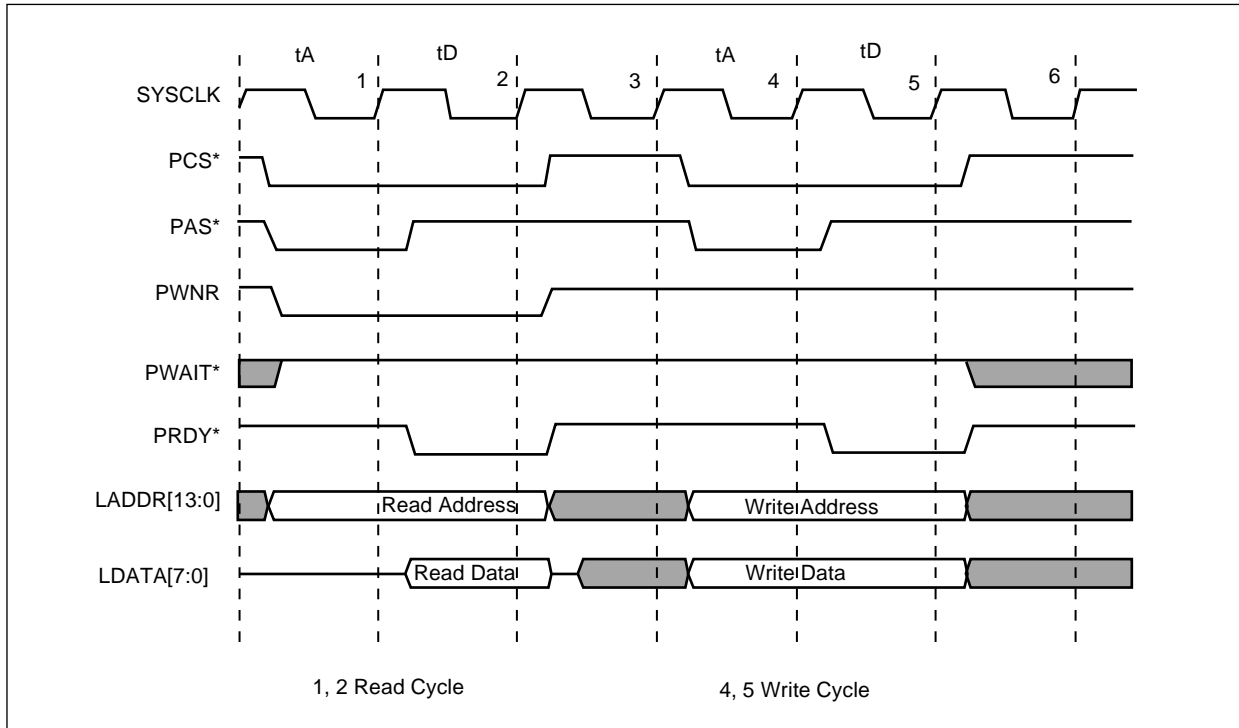 tA tD tA tD
1 2 3 4 5 6
SYSCLK
PCS*
PAS*
PWNR
PWAIT*
PRDY*
LADDR[13:0] Read Address Write Address
LDATA[7:0] Read Data Write Data
1, 2 Read Cycle 4, 5 Write Cycle